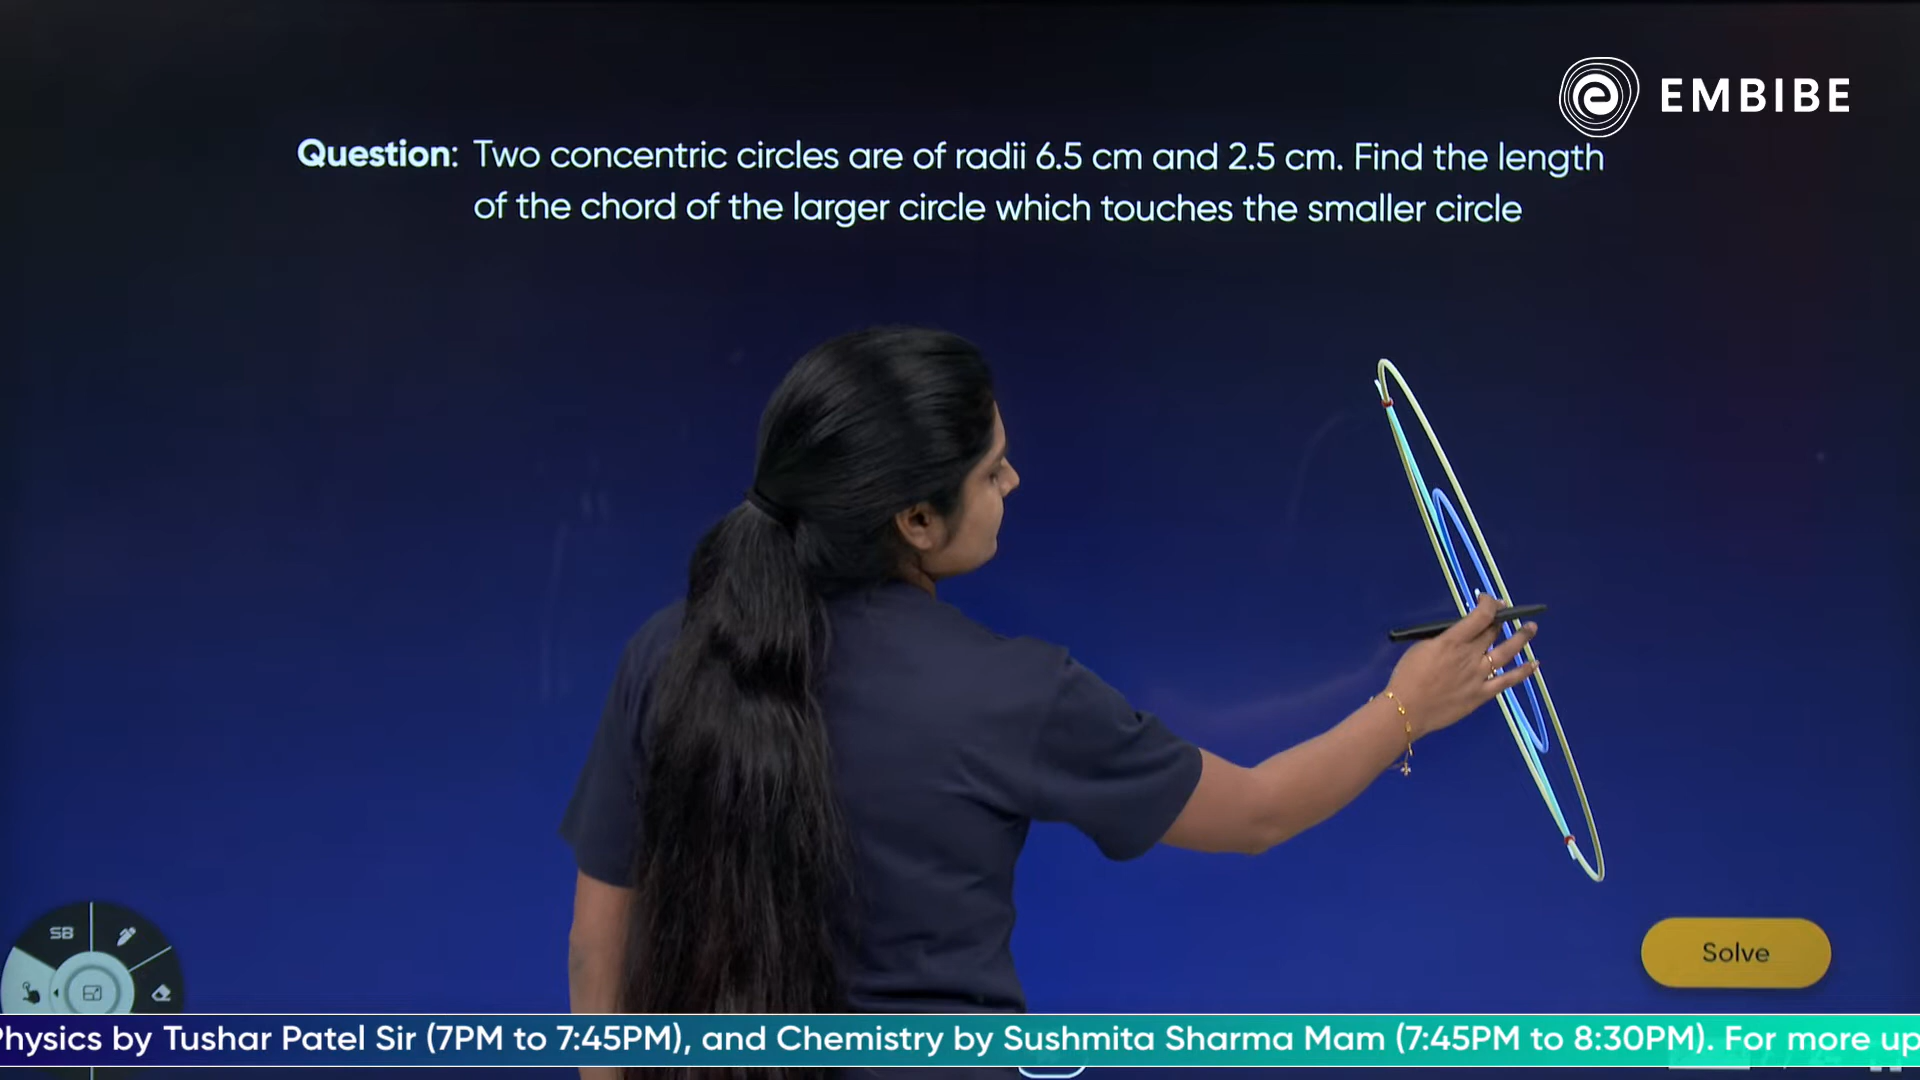 EMBIBE
Question: Two concentric circles are of radii 6.5 cm and 2.5 cm. Find the length
of the chord of the larger circle which touches the smaller circle
SB
Solve
Physics by Tushar Patel Sir (7PM to 7:45PM), and Chemistry by Sushmita Sharma Mam (7:45PM to 8:30PM). For more up